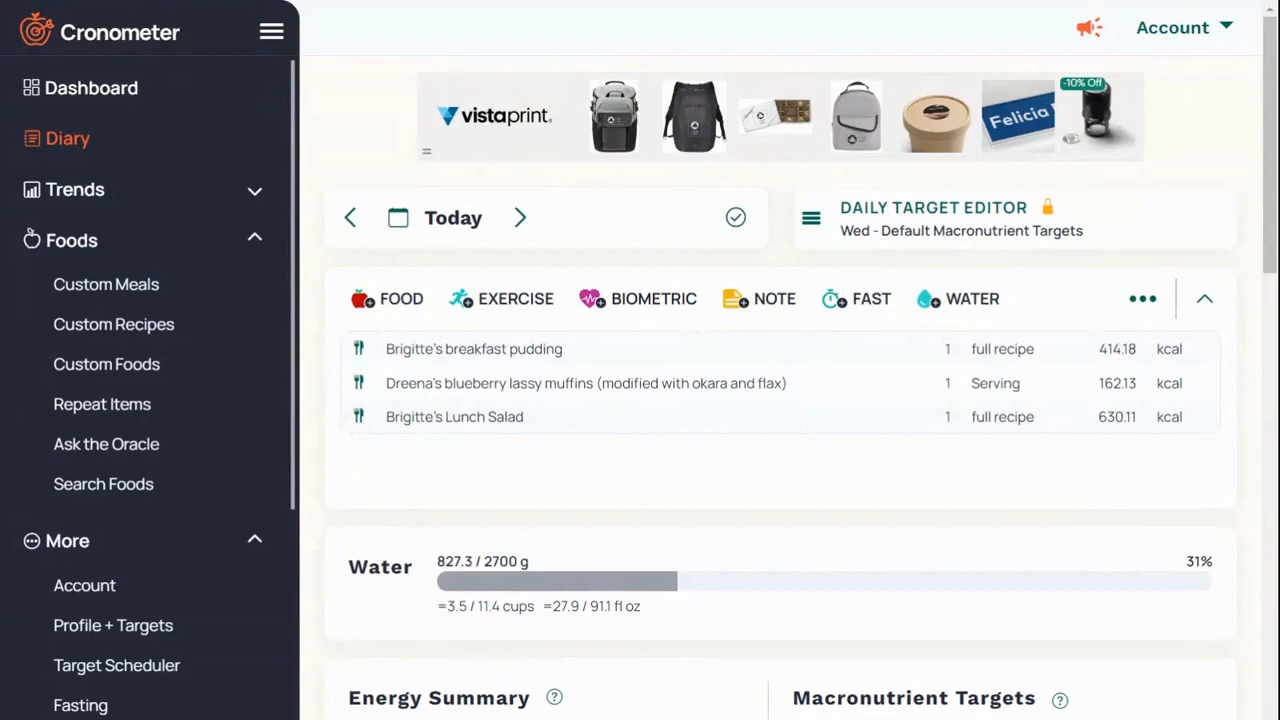 Cronometer
Account
Dashboard
Diary
Trends
Foods
Custom Meals
Custom Recipes
Custom Foods
Repeat Items
Ask the Oracle
Search Foods
More
Account
Profile + Targets
Target Scheduler
Fasting
vistaprint.
Felicia
-10% Off
Today
DAILY TARGET EDITOR
Wed - Default Macronutrient Targets
FOOD EXERCISE BIOMETRIC NOTE FAST WATER
Brigitte's breakfast pudding 1 full recipe 414.18 kcal
Dreena's blueberry lassy muffins (modified with okara and flax) 1 Serving 162.13 kcal
Brigitte's Lunch Salad 1 full recipe 630.11 kcal
Water
827.3 / 2700 g 31%
=3.5 / 11.4 cups =27.9 / 91.1 fl oz
Energy Summary ?
Macronutrient Targets ?